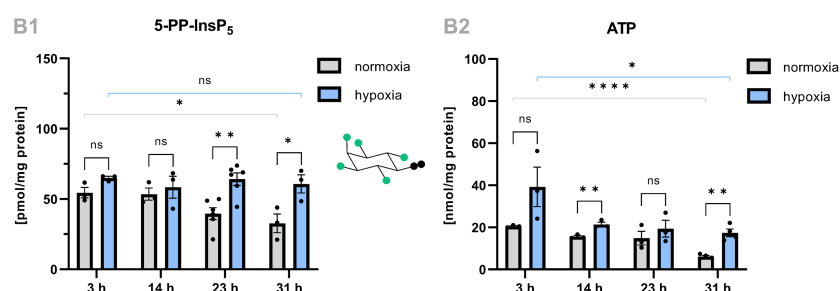 B1
5-PP-InsP5
[pmol/mg protein]
150
100
50
0
ns
*
ns
ns
* *
*
3 h
14 h
23 h
31 h
normoxia
hypoxia
B2
ATP
[nmol/mg protein]
100
80
60
40
20
0
*
* * * *
ns
* *
ns
* *
3 h
14 h
23 h
31 h
normoxia
hypoxia